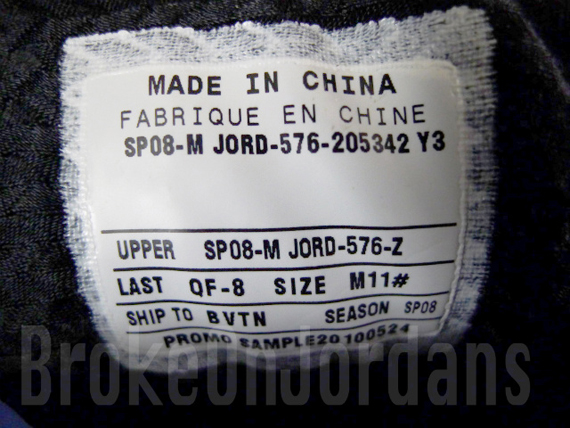 MADE IN CHINA
FABRIQUE EN CHINE
SP08-M JORD-576-205342 Y3
UPPER SP08-M JORD-576-Z
LAST QF-8 SIZE M11#
SHIP TO BVTN SEASON SP08
PROMO SAMPLE20100524
BrokeonJordans